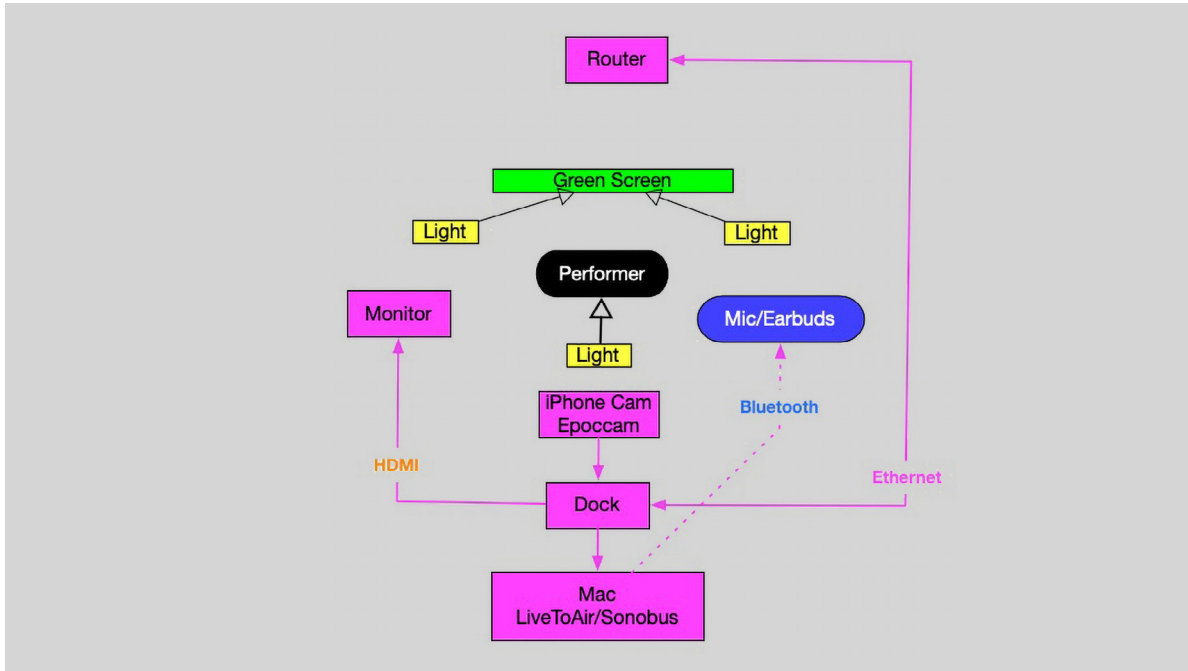 Router
Green Screen
Light
Light
Performer
Monitor
Mic/Earbuds
Light
iPhone Cam
Epoccam
Bluetooth
HDMI
Ethernet
Dock
Mac
LiveToAir/Sonobus